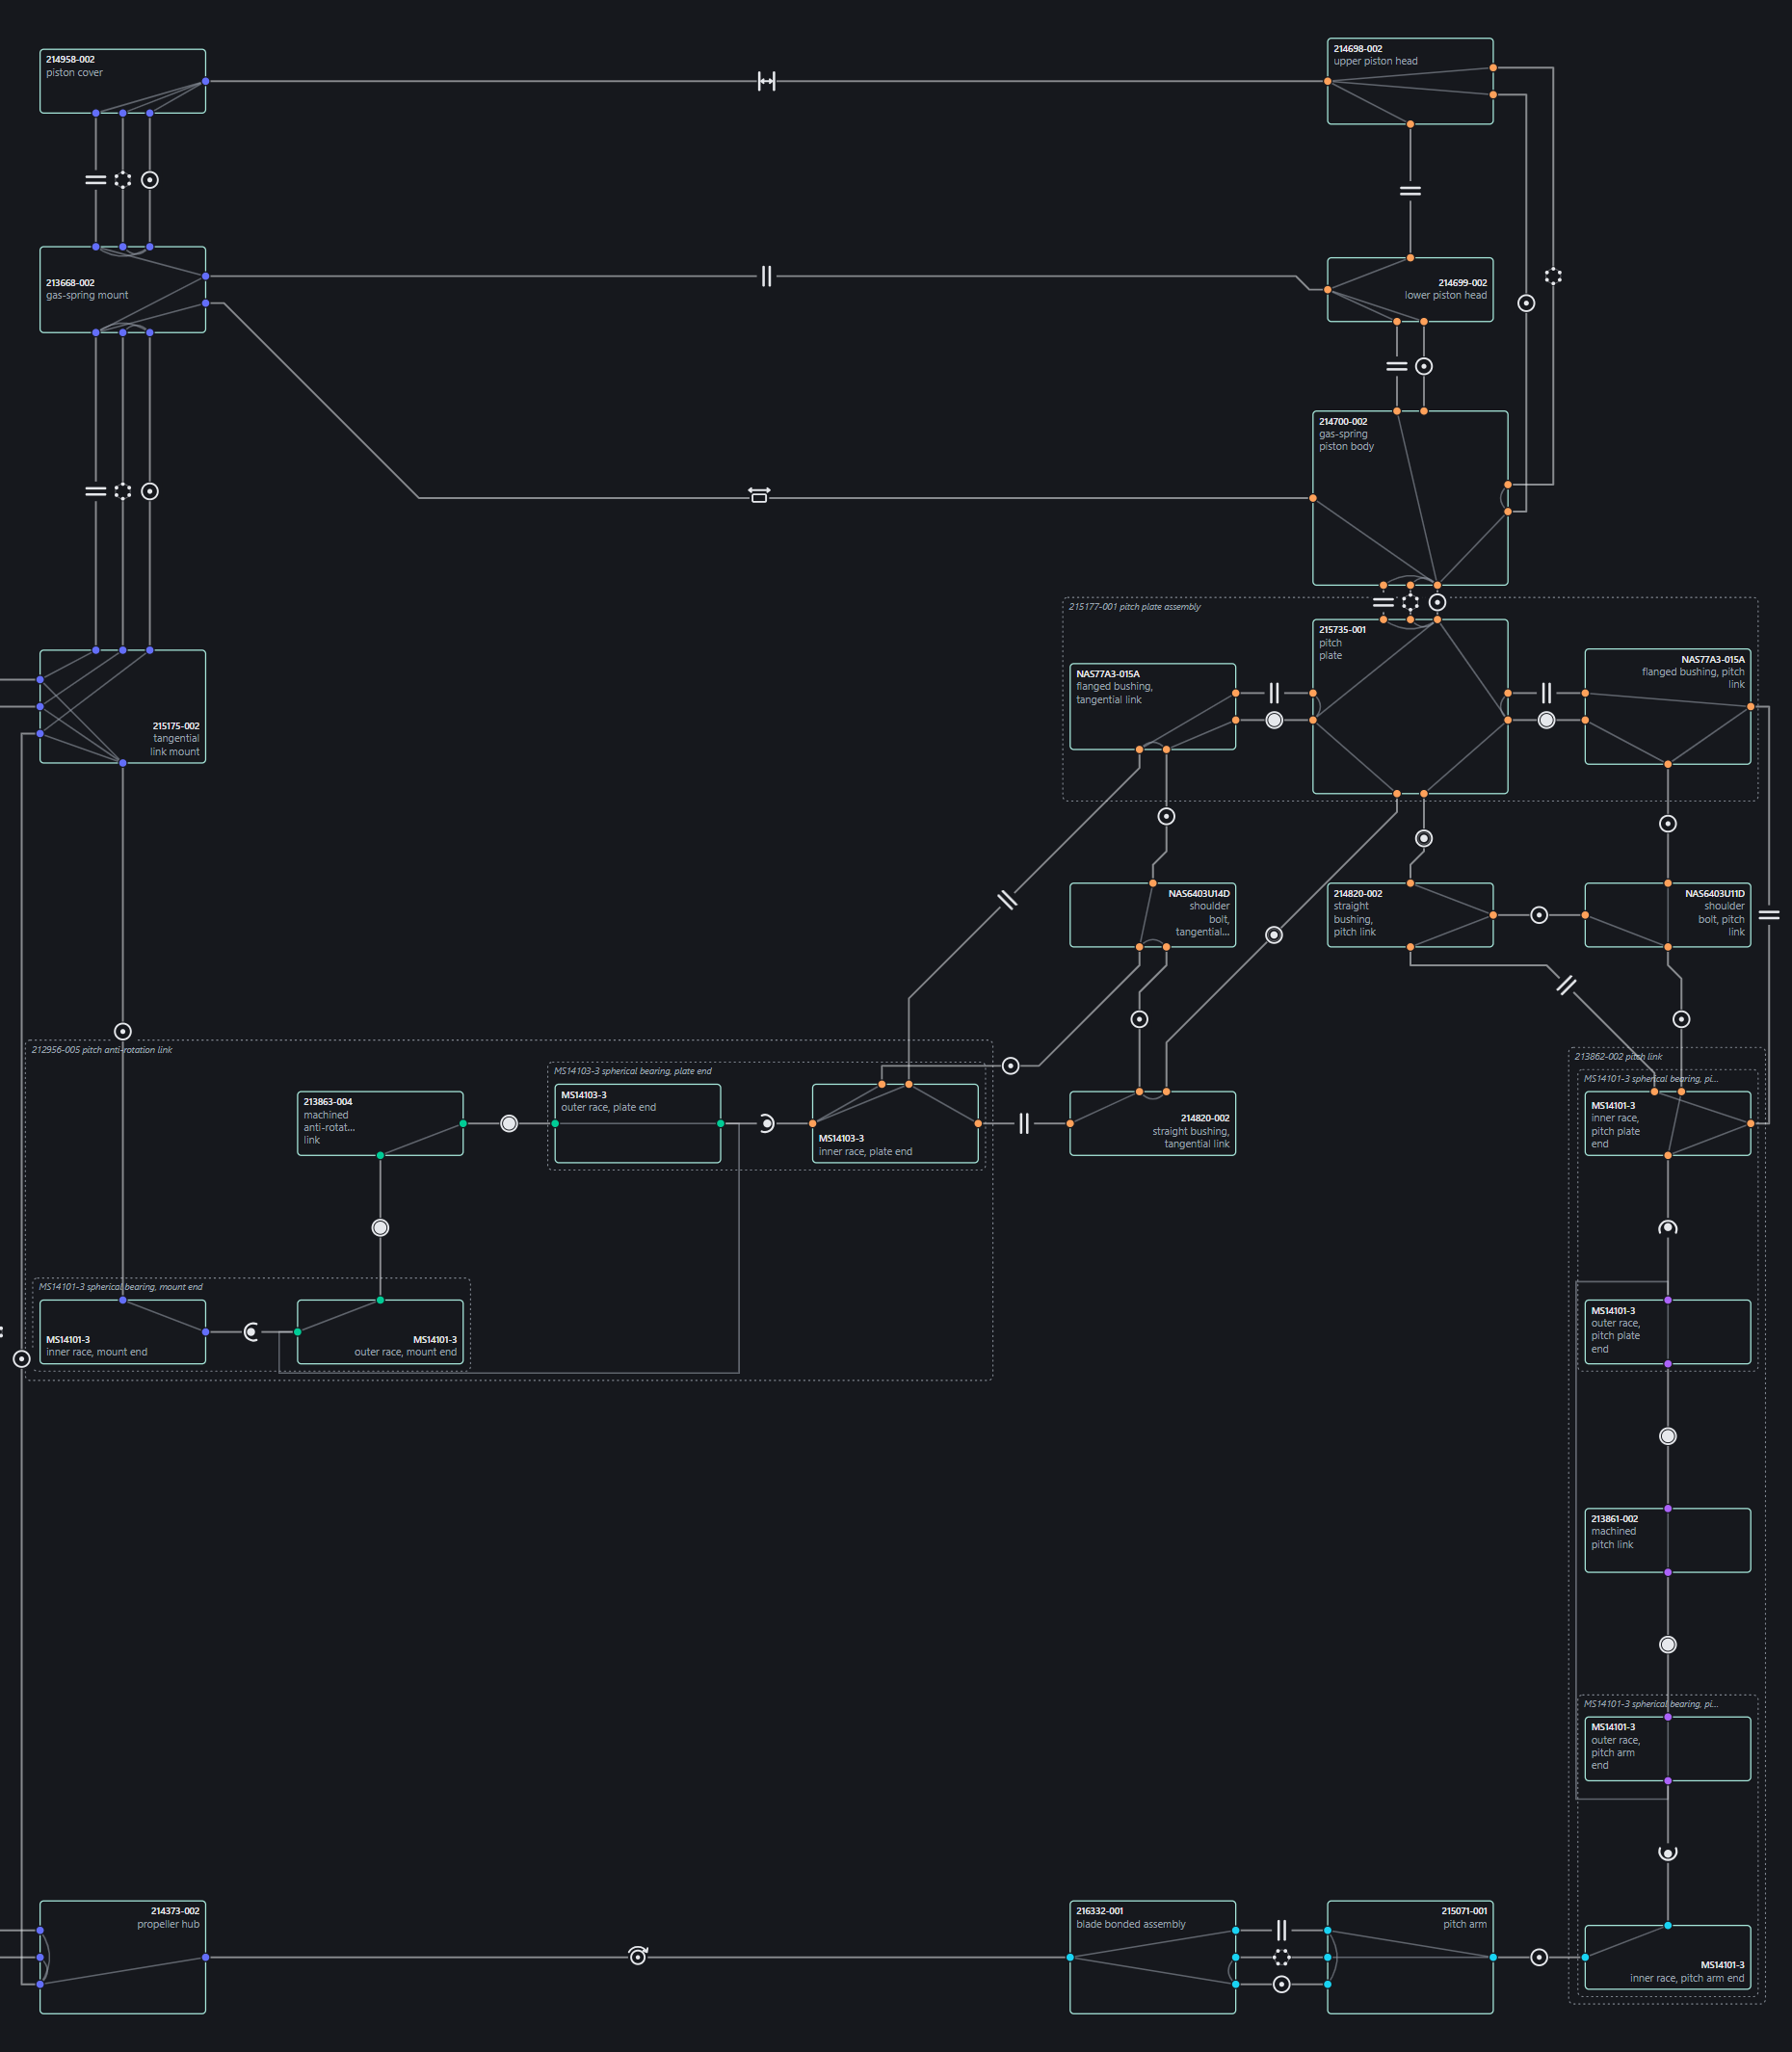 214958-002
piston cover
214698-002
upper piston head
213668-002
gas-spring mount
214699-002
lower piston head
214700-002
gas-spring
piston body
215177-001 pitch plate assembly
215735-001
pitch
plate
NAS77A3-015A
flanged bushing,
tangential link
NAS77A3-015A
flanged bushing, pitch
link
215175-002
tangential
link mount
NAS6403U14D
shoulder
bolt,
tangential...
214820-002
straight
bushing,
pitch link
NAS6403U11D
shoulder
bolt, pitch
link
212956-005 pitch anti-rotation link
213863-004
machined
anti-rotat...
link
MS14103-3 spherical bearing, plate end
MS14103-3
outer race, plate end
MS14103-3
inner race, plate end
214820-002
straight bushing,
tangential link
213862-002 pitch link
MS14101-3 spherical bearing, pi...
MS14101-3
inner race,
pitch plate
end
MS14101-3 spherical bearing, mount end
MS14101-3
inner race, mount end
MS14101-3
outer race, mount end
MS14101-3
outer race,
pitch plate
end
213861-002
machined
pitch link
MS14101-3 spherical bearing, pi...
MS14101-3
outer race,
pitch arm
end
214373-002
propeller hub
216332-001
blade bonded assembly
215071-001
pitch arm
MS14101-3
inner race, pitch arm end